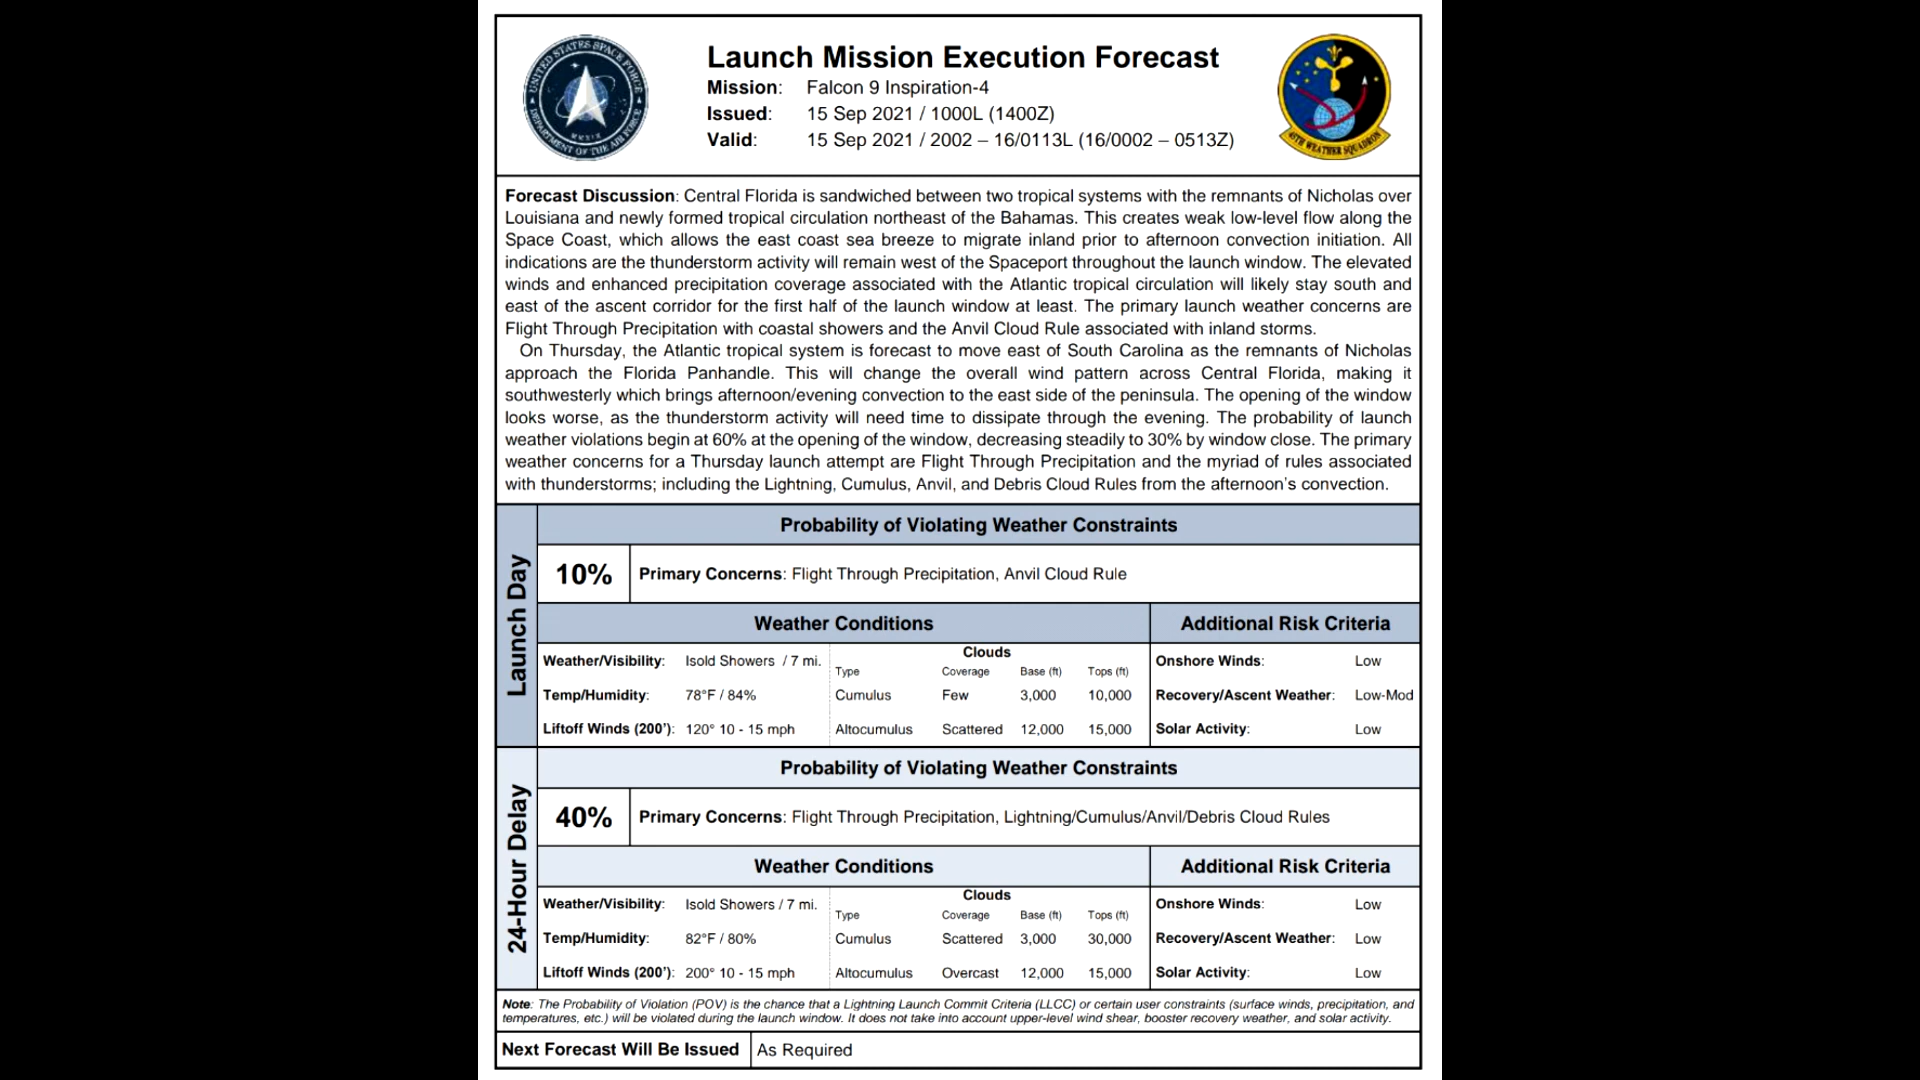 UNITED STATES SPACE FORCE
DEPARTMENT OF THE AIR FORCE
MMXIX
Launch Mission Execution Forecast
Mission: Falcon 9 Inspiration-4
Issued: 15 Sep 2021 / 1000L (1400Z)
Valid: 15 Sep 2021 / 2002 – 16/0113L (16/0002 – 0513Z)
45TH WEATHER SQUADRON
Forecast Discussion: Central Florida is sandwiched between two tropical systems with the remnants of Nicholas over
Louisiana and newly formed tropical circulation northeast of the Bahamas. This creates weak low-level flow along the
Space Coast, which allows the east coast sea breeze to migrate inland prior to afternoon convection initiation. All
indications are the thunderstorm activity will remain west of the Spaceport throughout the launch window. The elevated
winds and enhanced precipitation coverage associated with the Atlantic tropical circulation will likely stay south and
east of the ascent corridor for the first half of the launch window at least. The primary launch weather concerns are
Flight Through Precipitation with coastal showers and the Anvil Cloud Rule associated with inland storms.
On Thursday, the Atlantic tropical system is forecast to move east of South Carolina as the remnants of Nicholas
approach the Florida Panhandle. This will change the overall wind pattern across Central Florida, making it
southwesterly which brings afternoon/evening convection to the east side of the peninsula. The opening of the window
looks worse, as the thunderstorm activity will need time to dissipate through the evening. The probability of launch
weather violations begin at 60% at the opening of the window, decreasing steadily to 30% by window close. The primary
weather concerns for a Thursday launch attempt are Flight Through Precipitation and the myriad of rules associated
with thunderstorms; including the Lightning, Cumulus, Anvil, and Debris Cloud Rules from the afternoon's convection.
Launch Day
Probability of Violating Weather Constraints
10% Primary Concerns: Flight Through Precipitation, Anvil Cloud Rule
Weather Conditions Additional Risk Criteria
Clouds
Weather/Visibility: Isold Showers / 7 mi. Type Coverage Base (ft) Tops (ft) Onshore Winds: Low
Temp/Humidity: 78°F / 84% Cumulus Few 3,000 10,000 Recovery/Ascent Weather: Low-Mod
Liftoff Winds (200'): 120° 10 - 15 mph Altocumulus Scattered 12,000 15,000 Solar Activity: Low
24-Hour Delay
Probability of Violating Weather Constraints
40% Primary Concerns: Flight Through Precipitation, Lightning/Cumulus/Anvil/Debris Cloud Rules
Weather Conditions Additional Risk Criteria
Clouds
Weather/Visibility: Isold Showers / 7 mi. Type Coverage Base (ft) Tops (ft) Onshore Winds: Low
Temp/Humidity: 82°F / 80% Cumulus Scattered 3,000 30,000 Recovery/Ascent Weather: Low
Liftoff Winds (200'): 200° 10 - 15 mph Altocumulus Overcast 12,000 15,000 Solar Activity: Low
Note: The Probability of Violation (POV) is the chance that a Lightning Launch Commit Criteria (LLCC) or certain user constraints (surface winds, precipitation, and
temperatures, etc.) will be violated during the launch window. It does not take into account upper-level wind shear, booster recovery weather, and solar activity.
Next Forecast Will Be Issued As Required